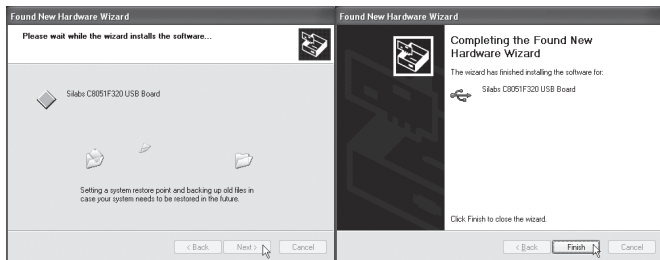 Found New Hardware Wizard
Please wait while the wizard installs the software...
Silabs C8051F320 USB Board
Setting a system restore point and backing up old files in
case your system needs to be restored in the future.
< Back
Next >
Cancel
Found New Hardware Wizard
Completing the Found New
Hardware Wizard
The wizard has finished installing the software for:
Silabs C8051F320 USB Board
Click Finish to close the wizard.
< Back
Finish
Cancel